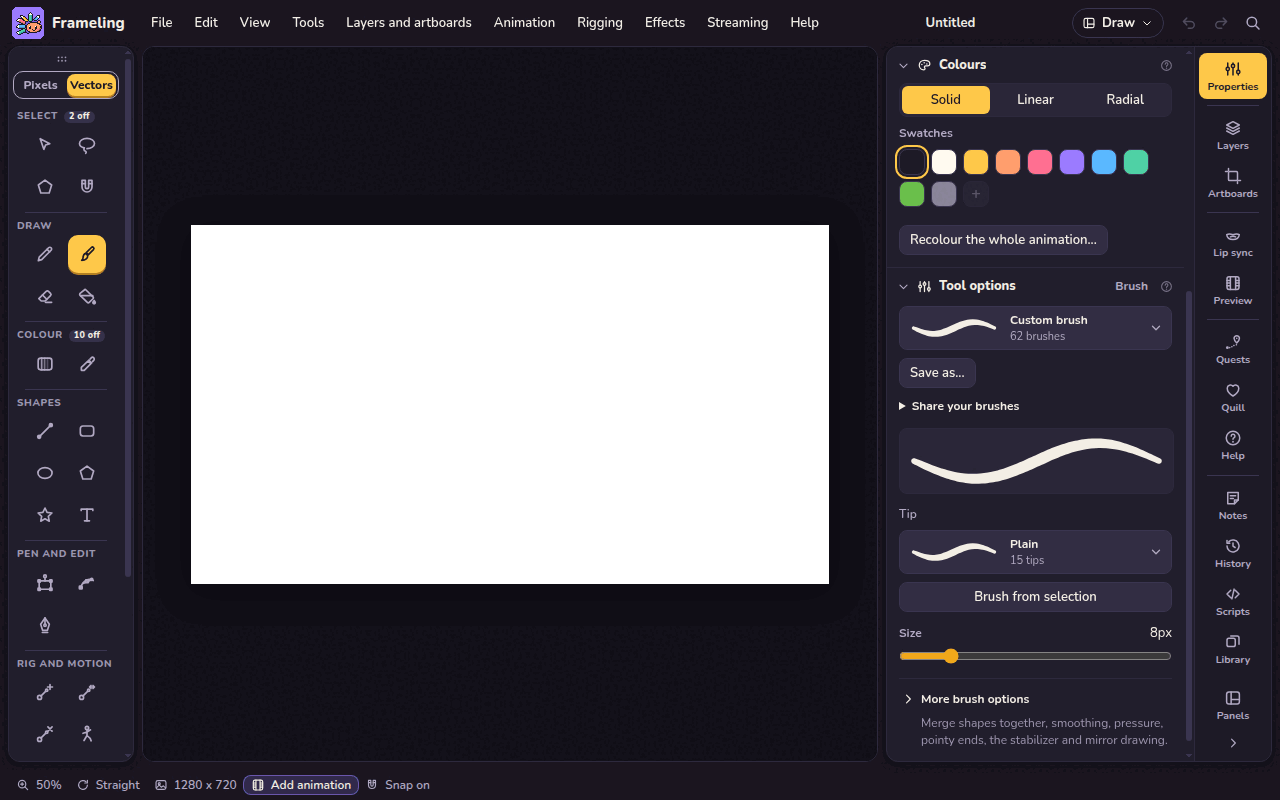 Frameling
File
Edit
View
Tools
Layers and artboards
Animation
Rigging
Effects
Streaming
Help
Untitled
Draw
Pixels
Vectors
SELECT
2 off
DRAW
COLOUR
10 off
SHAPES
PEN AND EDIT
RIG AND MOTION
Colours
Solid
Linear
Radial
Swatches
Recolour the whole animation...
Tool options
Brush
Custom brush
62 brushes
Save as...
Share your brushes
Tip
Plain
15 tips
Brush from selection
Size
8px
More brush options
Merge shapes together, smoothing, pressure,
pointy ends, the stabilizer and mirror drawing.
Properties
Layers
Artboards
Lip sync
Preview
Quests
Quill
Help
Notes
History
Scripts
Library
Panels
50%
Straight
1280 x 720
Add animation
Snap on